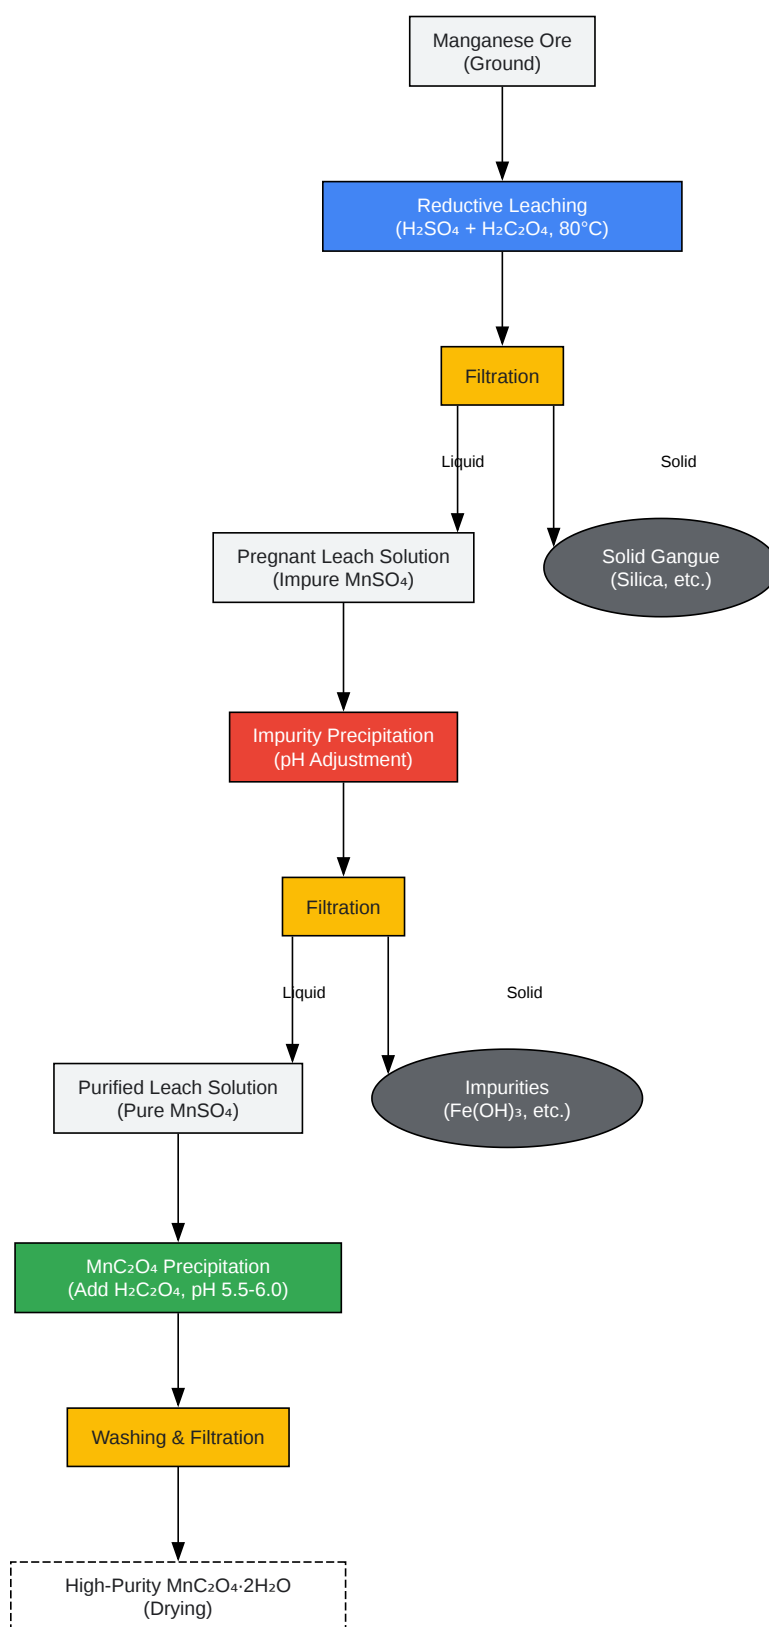 Manganese Ore
(Ground)
Reductive Leaching
(H₂SO₄ + H₂C₂O₄, 80°C)
Filtration
Liquid
Solid
Pregnant Leach Solution
(Impure MnSO₄)
Solid Gangue
(Silica, etc.)
Impurity Precipitation
(pH Adjustment)
Filtration
Liquid
Solid
Purified Leach Solution
(Pure MnSO₄)
Impurities
(Fe(OH)₃, etc.)
MnC₂O₄ Precipitation
(Add H₂C₂O₄, pH 5.5-6.0)
Washing & Filtration
High-Purity MnC₂O₄·2H₂O
(Drying)